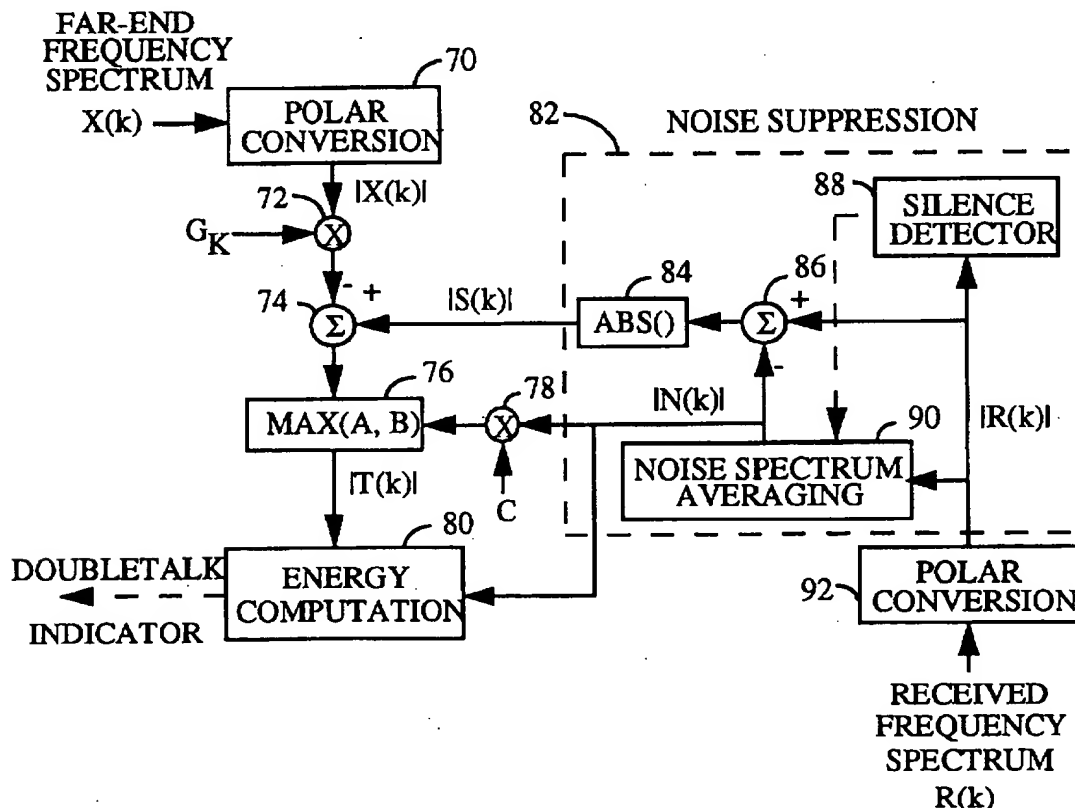 FAR-END
FREQUENCY
SPECTRUM
X(k)
70
POLAR
CONVERSION
|X(k)|
72
X
G_K
74
- +
Σ
|S(k)|
76
MAX(A, B)
78
X
C
|T(k)|
80
ENERGY
COMPUTATION
DOUBLETALK
INDICATOR
82
NOISE SUPPRESSION
84
ABS()
86
+
Σ
-
88
SILENCE
DETECTOR
|N(k)|
90
NOISE SPECTRUM
AVERAGING
|R(k)|
92
POLAR
CONVERSION
RECEIVED
FREQUENCY
SPECTRUM
R(k)